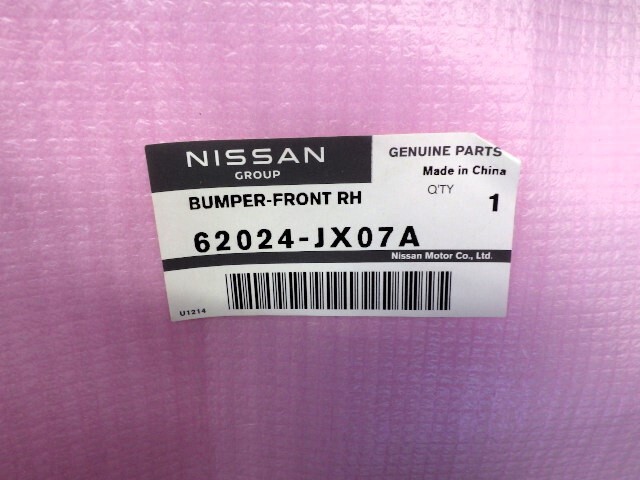 NISSAN
GROUP
GENUINE PARTS
Made in China
BUMPER-FRONT RH
Q'TY
1
62024-JX07A
Nissan Motor Co., Ltd.
U1214